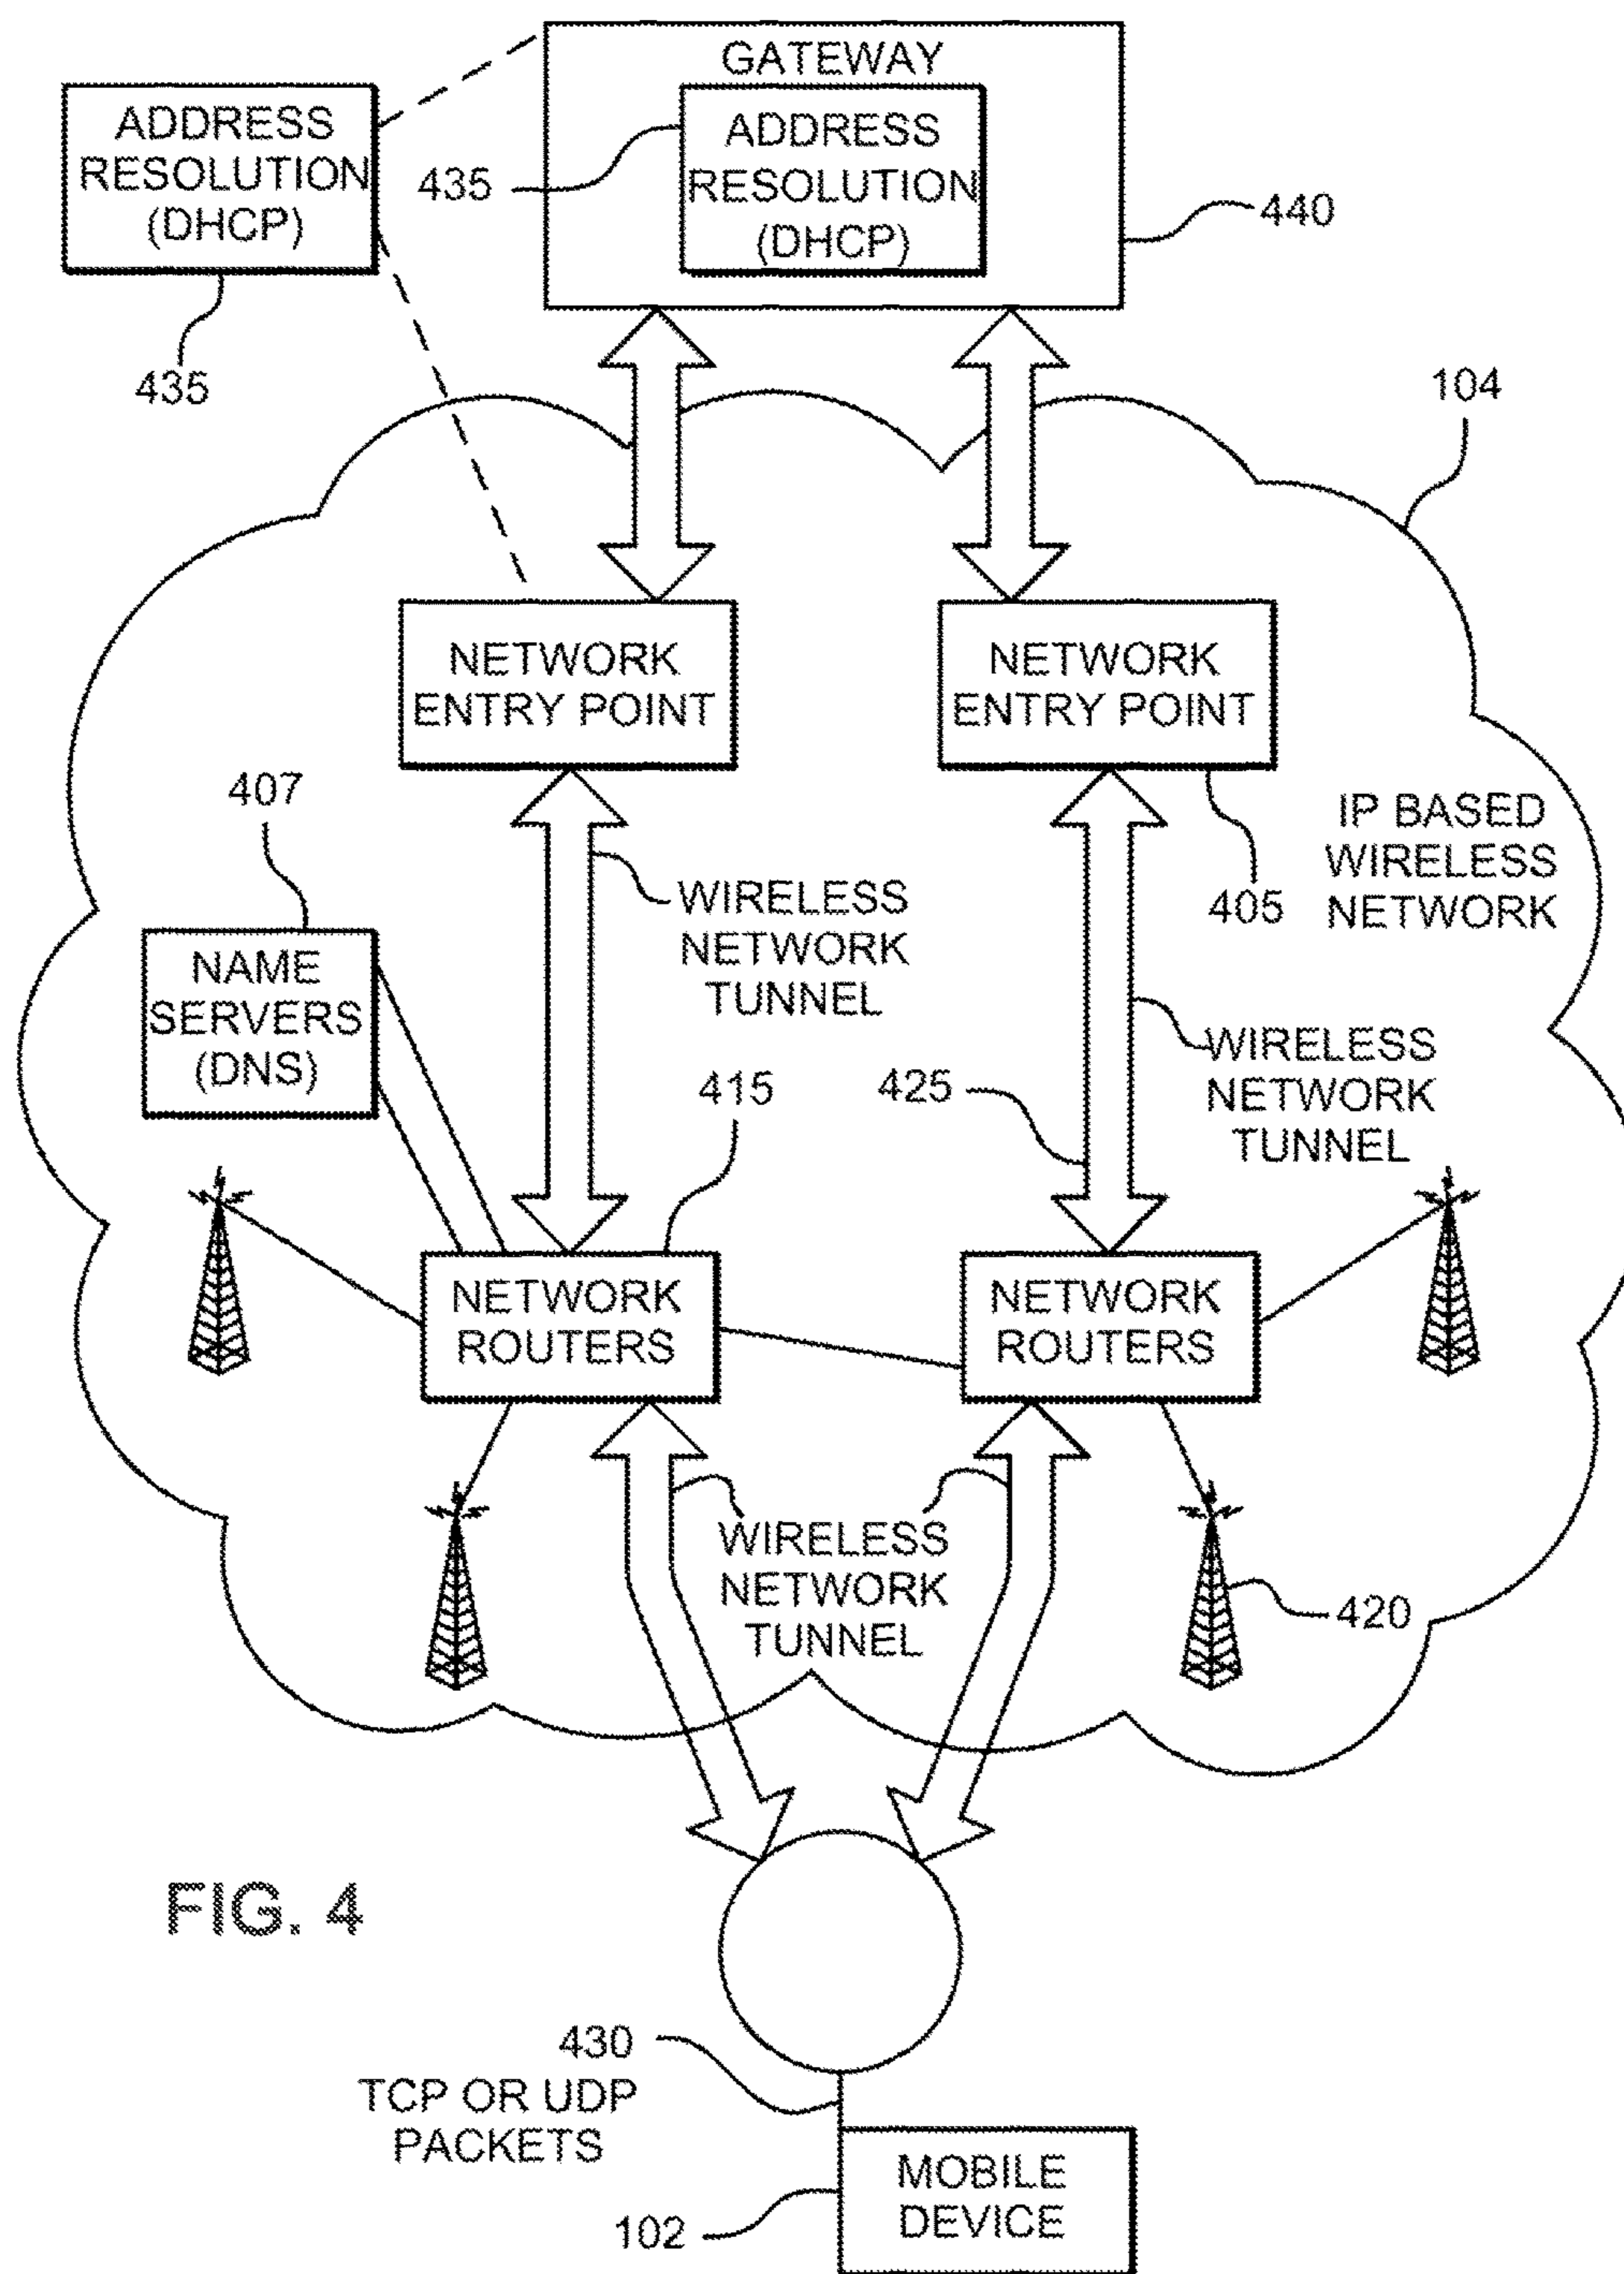 GATEWAY
ADDRESS
RESOLUTION
(DHCP)
435
ADDRESS
RESOLUTION
(DHCP)
435
440
104
NETWORK
ENTRY POINT
NETWORK
ENTRY POINT
407
WIRELESS
NETWORK
TUNNEL
405
IP BASED
WIRELESS
NETWORK
NAME
SERVERS
(DNS)
415
425
WIRELESS
NETWORK
TUNNEL
NETWORK
ROUTERS
NETWORK
ROUTERS
WIRELESS
NETWORK
TUNNEL
420
FIG. 4
430
TCP OR UDP
PACKETS
102
MOBILE
DEVICE